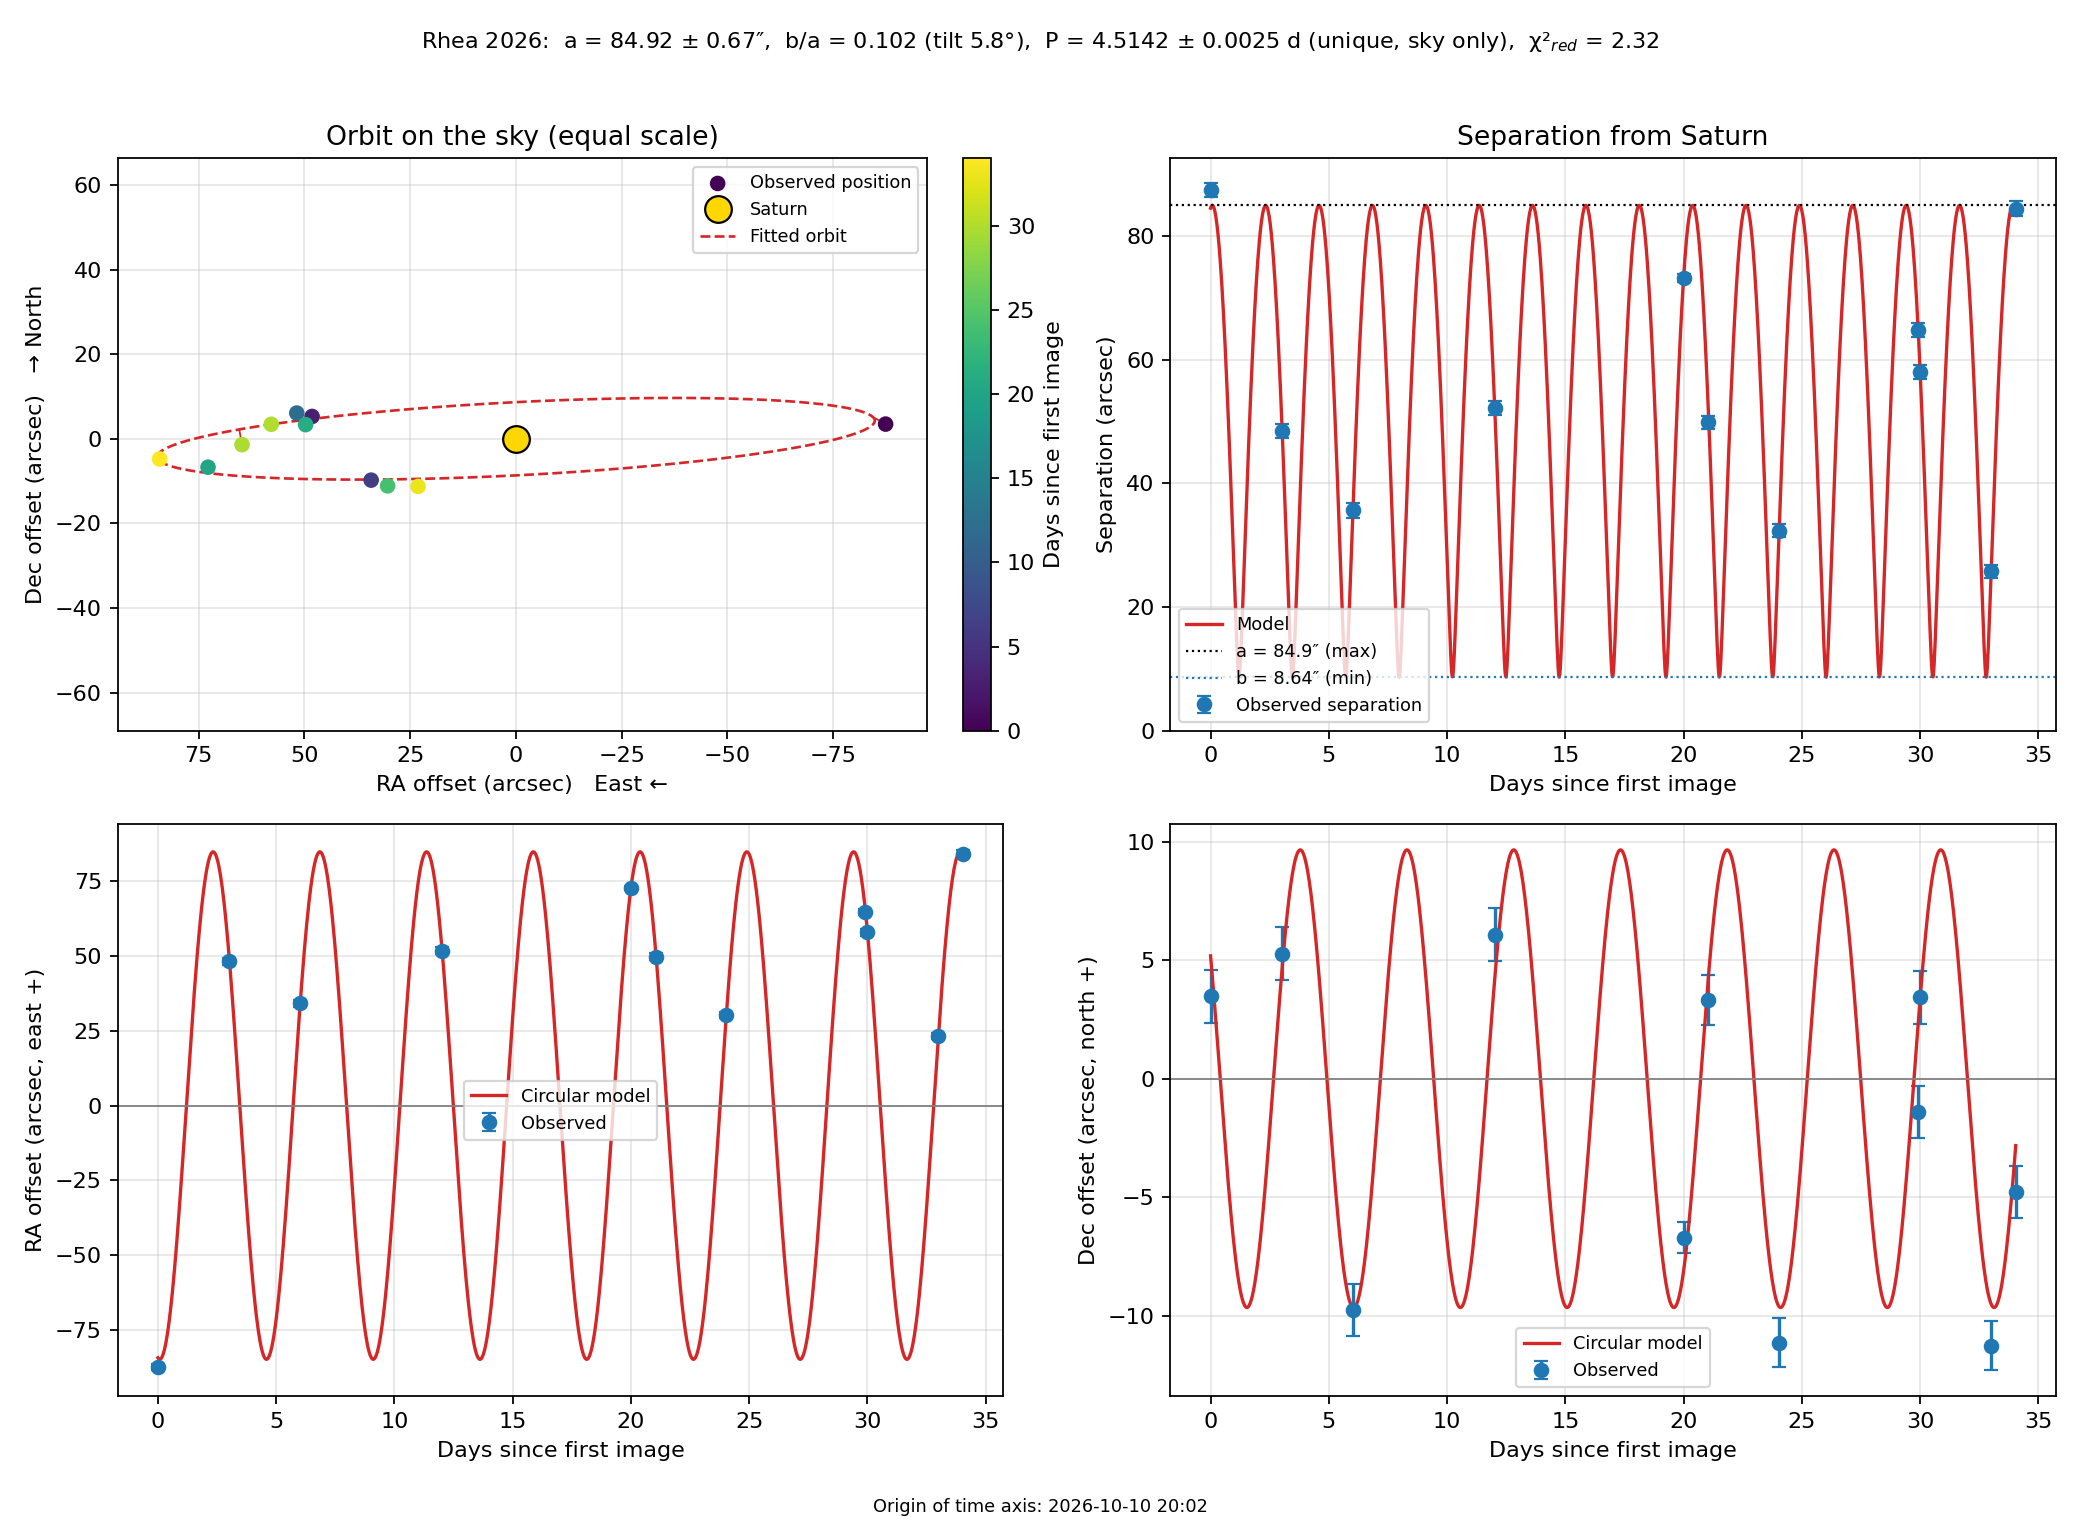 Rhea 2026:  a = 84.92 ± 0.67″,  b/a = 0.102 (tilt 5.8°),  P = 4.5142 ± 0.0025 d (unique, sky only),  χ²red = 2.32
Orbit on the sky (equal scale)
60
40
20
0
−20
−40
−60
Dec offset (arcsec)   → North
75
50
25
0
−25
−50
−75
RA offset (arcsec)   East ←
Observed position
Saturn
Fitted orbit
30
25
20
15
10
5
0
Days since first image
Separation from Saturn
80
60
40
20
0
Separation (arcsec)
Model
a = 84.9″ (max)
b = 8.64″ (min)
Observed separation
0
5
10
15
20
25
30
35
Days since first image
75
50
25
0
−25
−50
−75
RA offset (arcsec, east +)
Circular model
Observed
0
5
10
15
20
25
30
35
Days since first image
10
5
0
−5
−10
Dec offset (arcsec, north +)
Circular model
Observed
0
5
10
15
20
25
30
35
Days since first image
Origin of time axis: 2026-10-10 20:02